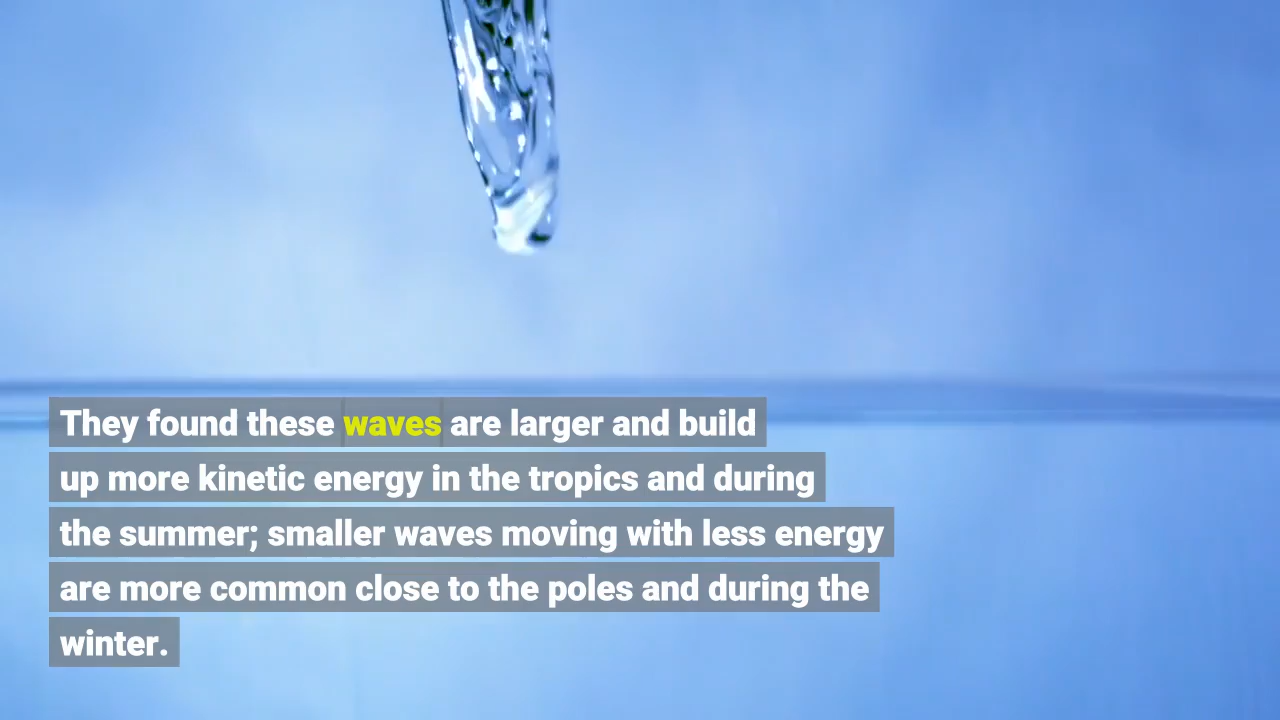 They found these waves are larger and build
up more kinetic energy in the tropics and during
the summer; smaller waves moving with less energy
are more common close to the poles and during the
winter.